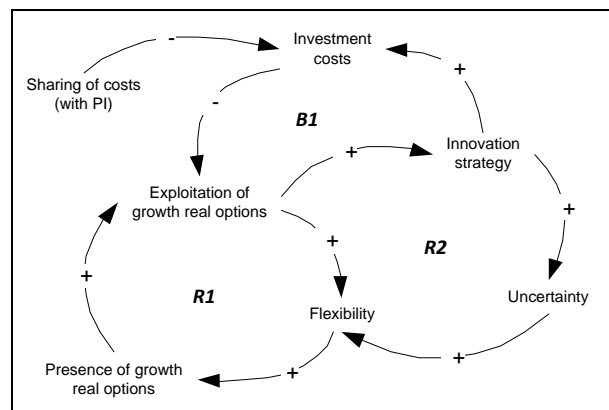 Investment
costs
-
Sharing of costs
(with PI)
+
-
B1
Innovation
strategy
+
Exploitation of
growth real options
+
+
R2
+
R1
Uncertainty
Flexibility
+
Presence of growth
real options
+